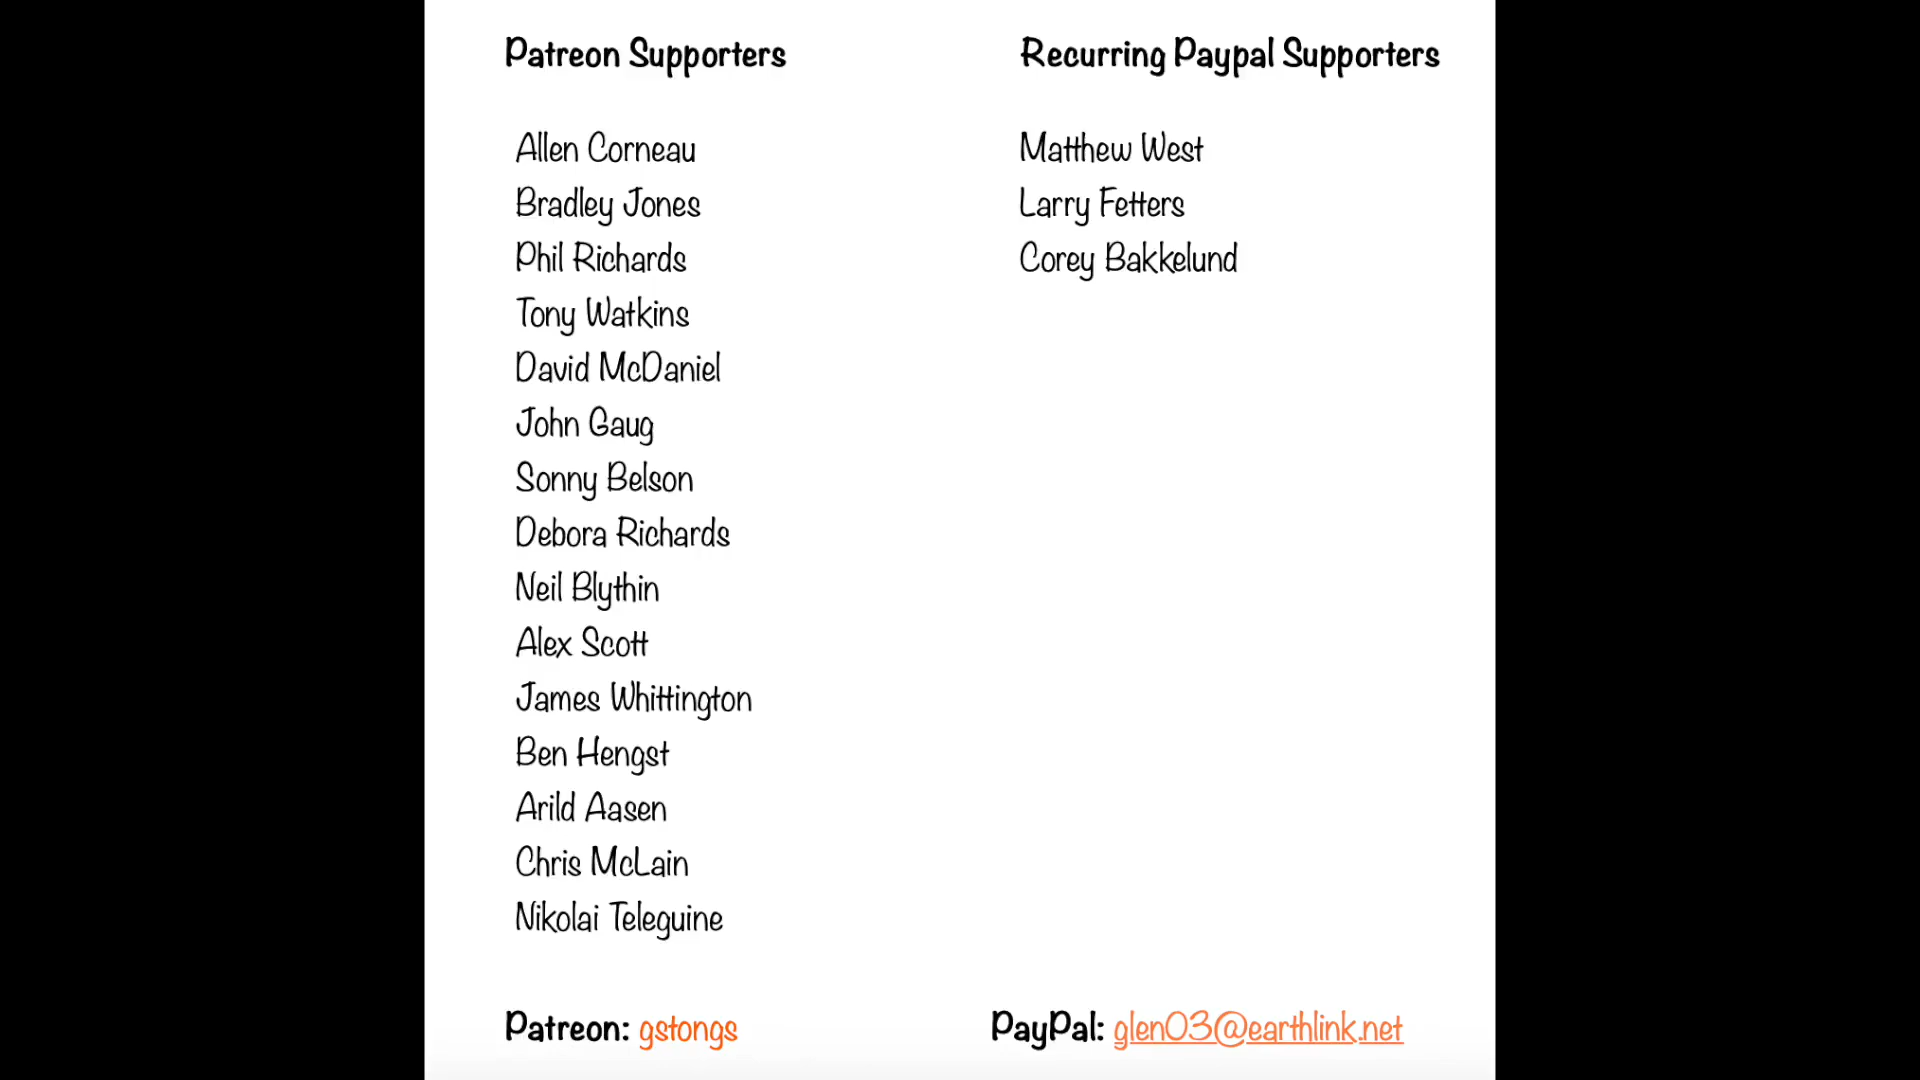 Patreon Supporters
Allen Corneau
Bradley Jones
Phil Richards
Tony Watkins
David McDaniel
John Gaug
Sonny Belson
Debora Richards
Neil Blythin
Alex Scott
James Whittington
Ben Hengst
Arild Aasen
Chris McLain
Nikolai Teleguine
Patreon: gstongs
Recurring Paypal Supporters
Matthew West
Larry Fetters
Corey Bakkelund
PayPal: glen03@earthlink.net